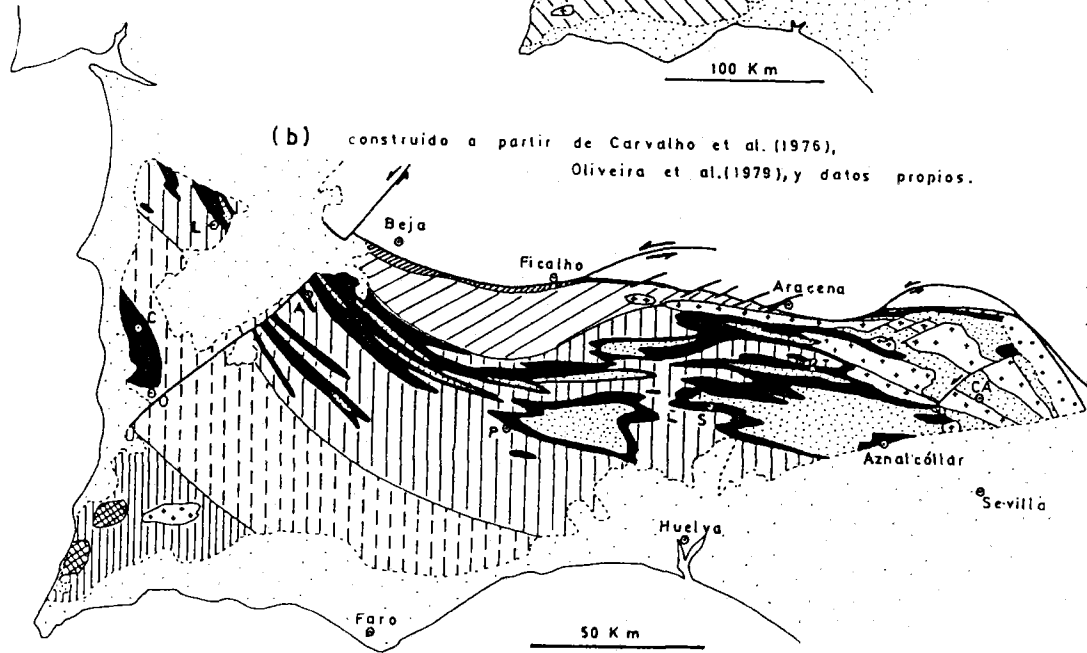 100 Km
(b) construido a partir de Carvalho et al. (1976),
Oliveira et al.(1979), y datos propios.
Beja
L
Ficalho
Aracena
A
C
R
CA
O
P
S
Aznalcóllar
Sevilla
Huelva
Faro
50 Km